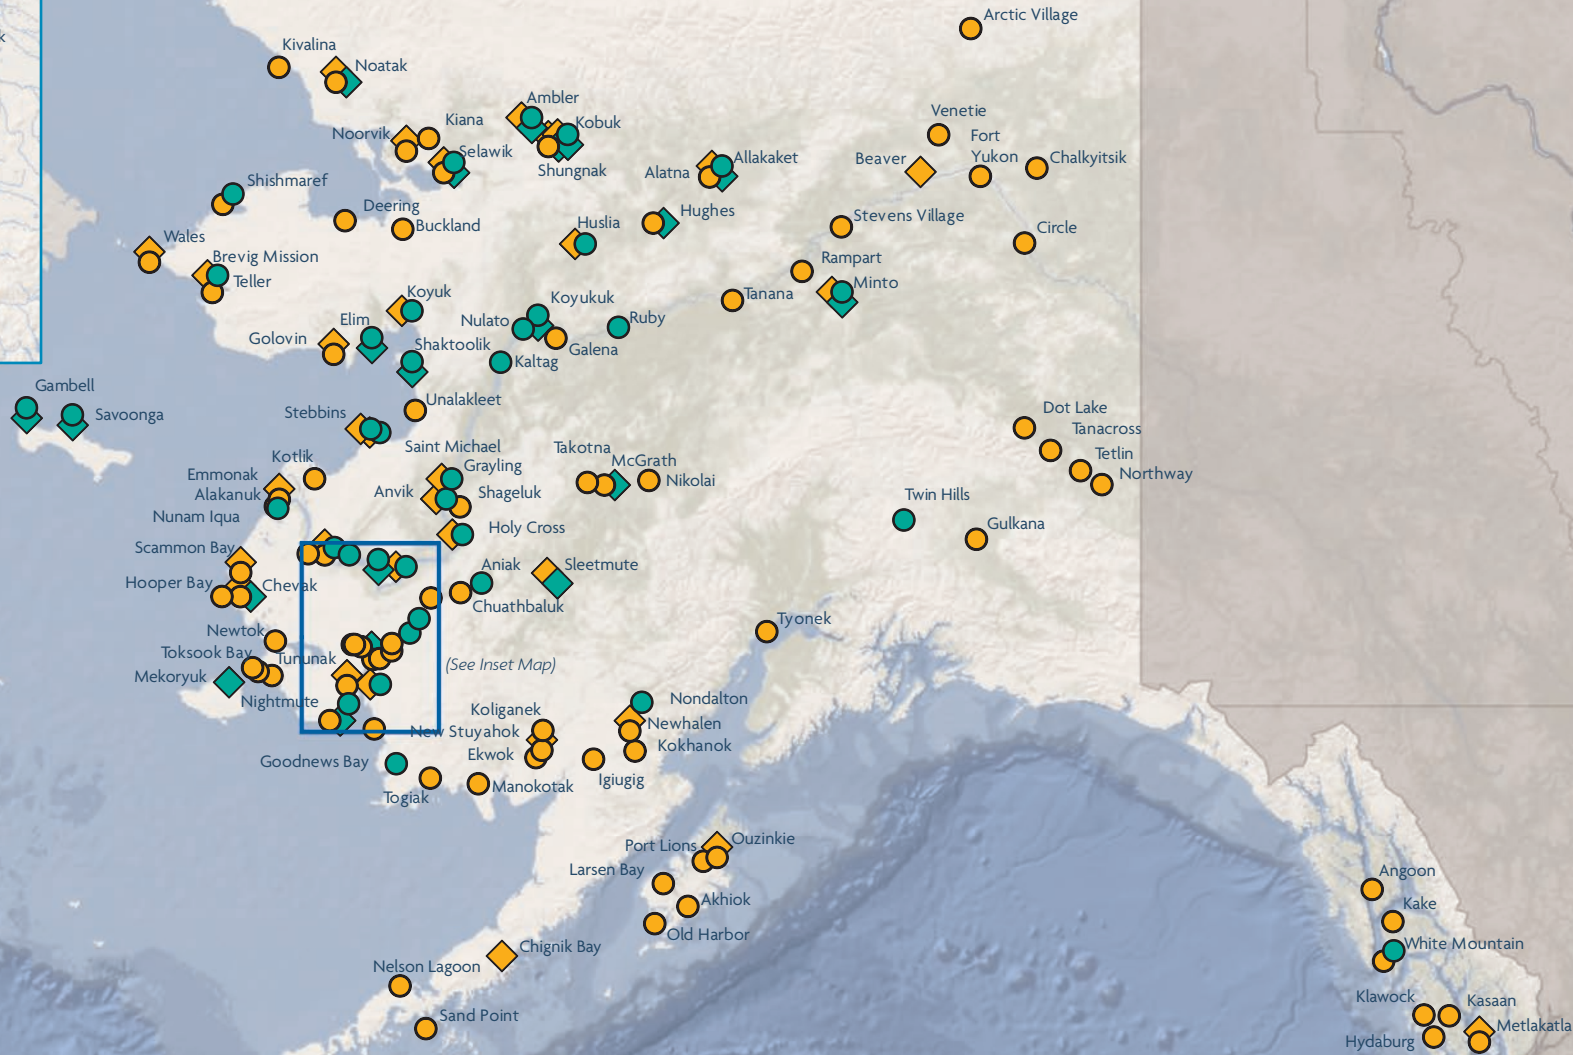 k
Arctic Village
Kivalina
Noatak
Ambler
Kobuk
Kiana
Noorvik
Selawik
Shungnak
Venetie
Fort
Yukon
Beaver
Chalkyitsik
Allakaket
Alatna
Shishmaref
Deering
Buckland
Hughes
Huslia
Stevens Village
Circle
Wales
Brevig Mission
Teller
Rampart
Minto
Tanana
Koyuk
Koyukuk
Nulato
Ruby
Elim
Golovin
Shaktoolik
Galena
Kaltag
Gambell
Savoonga
Unalakleet
Stebbins
Dot Lake
Tanacross
Tetlin
Northway
Saint Michael
Takotna
McGrath
Nikolai
Kotlik
Grayling
Emmonak
Alakanuk
Anvik
Shageluk
Nunam Iqua
Twin Hills
Gulkana
Holy Cross
Scammon Bay
Aniak
Sleetmute
Hooper Bay
Chevak
Chuathbaluk
Newtok
Tyonek
Toksook Bay
Tununak
(See Inset Map)
Mekoryuk
Nightmute
Nondalton
Koliganek
New Stuyahok
Newhalen
Ekwok
Kokhanok
Goodnews Bay
Igiugig
Togiak
Manokotak
Port Lions
Ouzinkie
Larsen Bay
Akhiok
Old Harbor
Angoon
Kake
White Mountain
Chignik Bay
Nelson Lagoon
Sand Point
Klawock
Kasaan
Metlakatla
Hydaburg